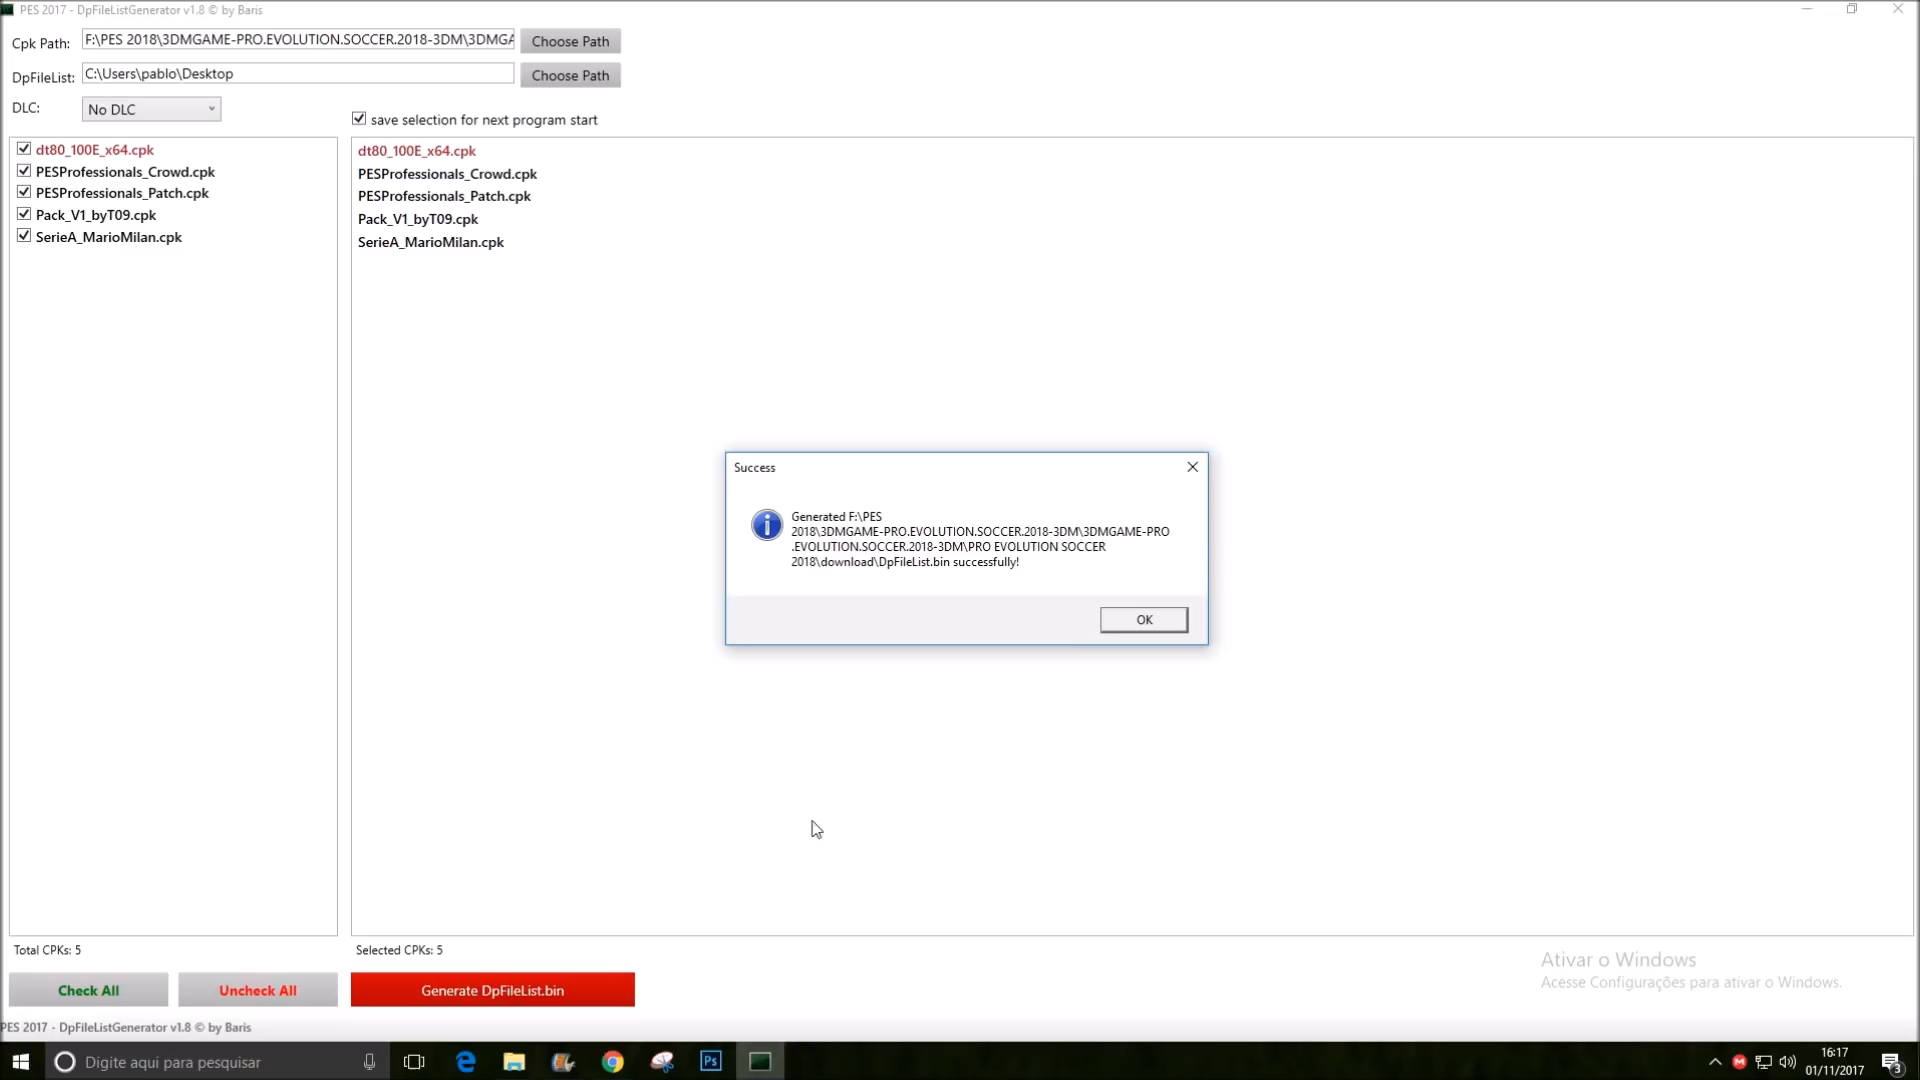 PES 2017 - DpFileListGenerator v1.8 © by Baris
Cpk Path: F:\PES 2018\3DMGAME-PRO.EVOLUTION.SOCCER.2018-3DM\3DMGA Choose Path
DpFileList: C:\Users\pablo\Desktop Choose Path
DLC: No DLC
save selection for next program start
dt80_100E_x64.cpk
PESProfessionals_Crowd.cpk
PESProfessionals_Patch.cpk
Pack_V1_byT09.cpk
SerieA_MarioMilan.cpk
dt80_100E_x64.cpk
PESProfessionals_Crowd.cpk
PESProfessionals_Patch.cpk
Pack_V1_byT09.cpk
SerieA_MarioMilan.cpk
Success
Generated F:\PES
2018\3DMGAME-PRO.EVOLUTION.SOCCER.2018-3DM\3DMGAME-PRO
.EVOLUTION.SOCCER.2018-3DM\PRO EVOLUTION SOCCER
2018\download\DpFileList.bin successfully!
OK
Total CPKs: 5
Selected CPKs: 5
Ativar o Windows
Acesse Configurações para ativar o Windows.
Check All
Uncheck All
Generate DpFileList.bin
PES 2017 - DpFileListGenerator v1.8 © by Baris
Digite aqui para pesquisar
Ps
M
16:17
01/11/2017
3